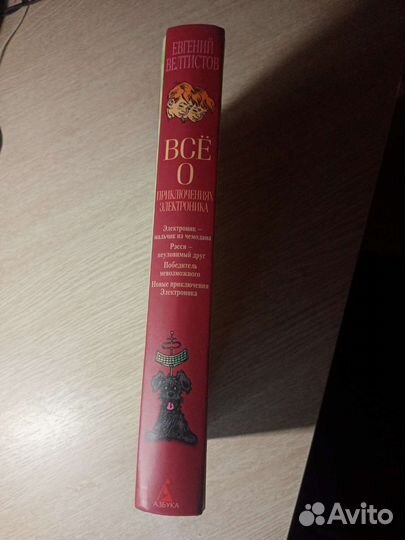 ЕВГЕНИЙ
ВЕЛТИСТОВ
ВСЁ
О
ПРИКЛЮЧЕНИЯХ
ЭЛЕКТРОНИКА
Электроник –
мальчик из чемодана
Рэсси –
неуловимый друг
Победитель
невозможного
Новые приключения
Электроника
АЗБУКА
Avito